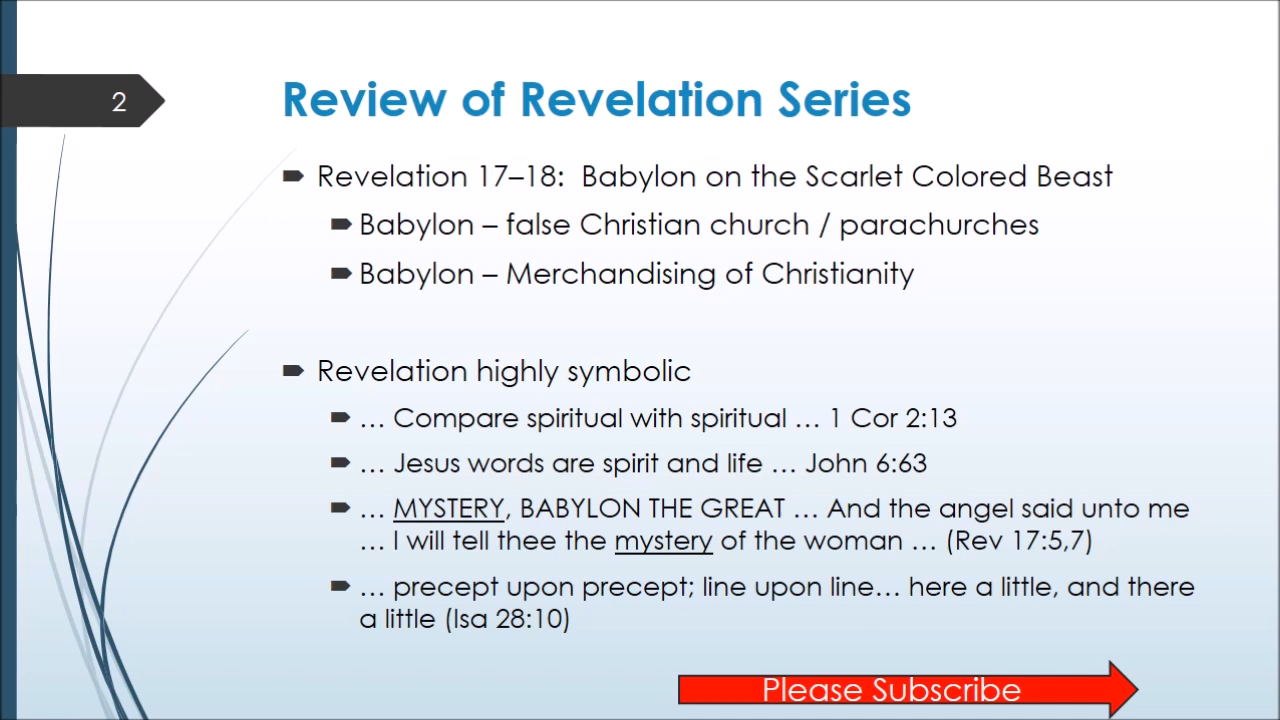 2
Review of Revelation Series
Revelation 17–18:  Babylon on the Scarlet Colored Beast
Babylon – false Christian church / parachurches
Babylon – Merchandising of Christianity
Revelation highly symbolic
… Compare spiritual with spiritual … 1 Cor 2:13
… Jesus words are spirit and life … John 6:63
… MYSTERY, BABYLON THE GREAT … And the angel said unto me
… I will tell thee the mystery of the woman … (Rev 17:5,7)
… precept upon precept; line upon line… here a little, and there
a little (Isa 28:10)
Please Subscribe